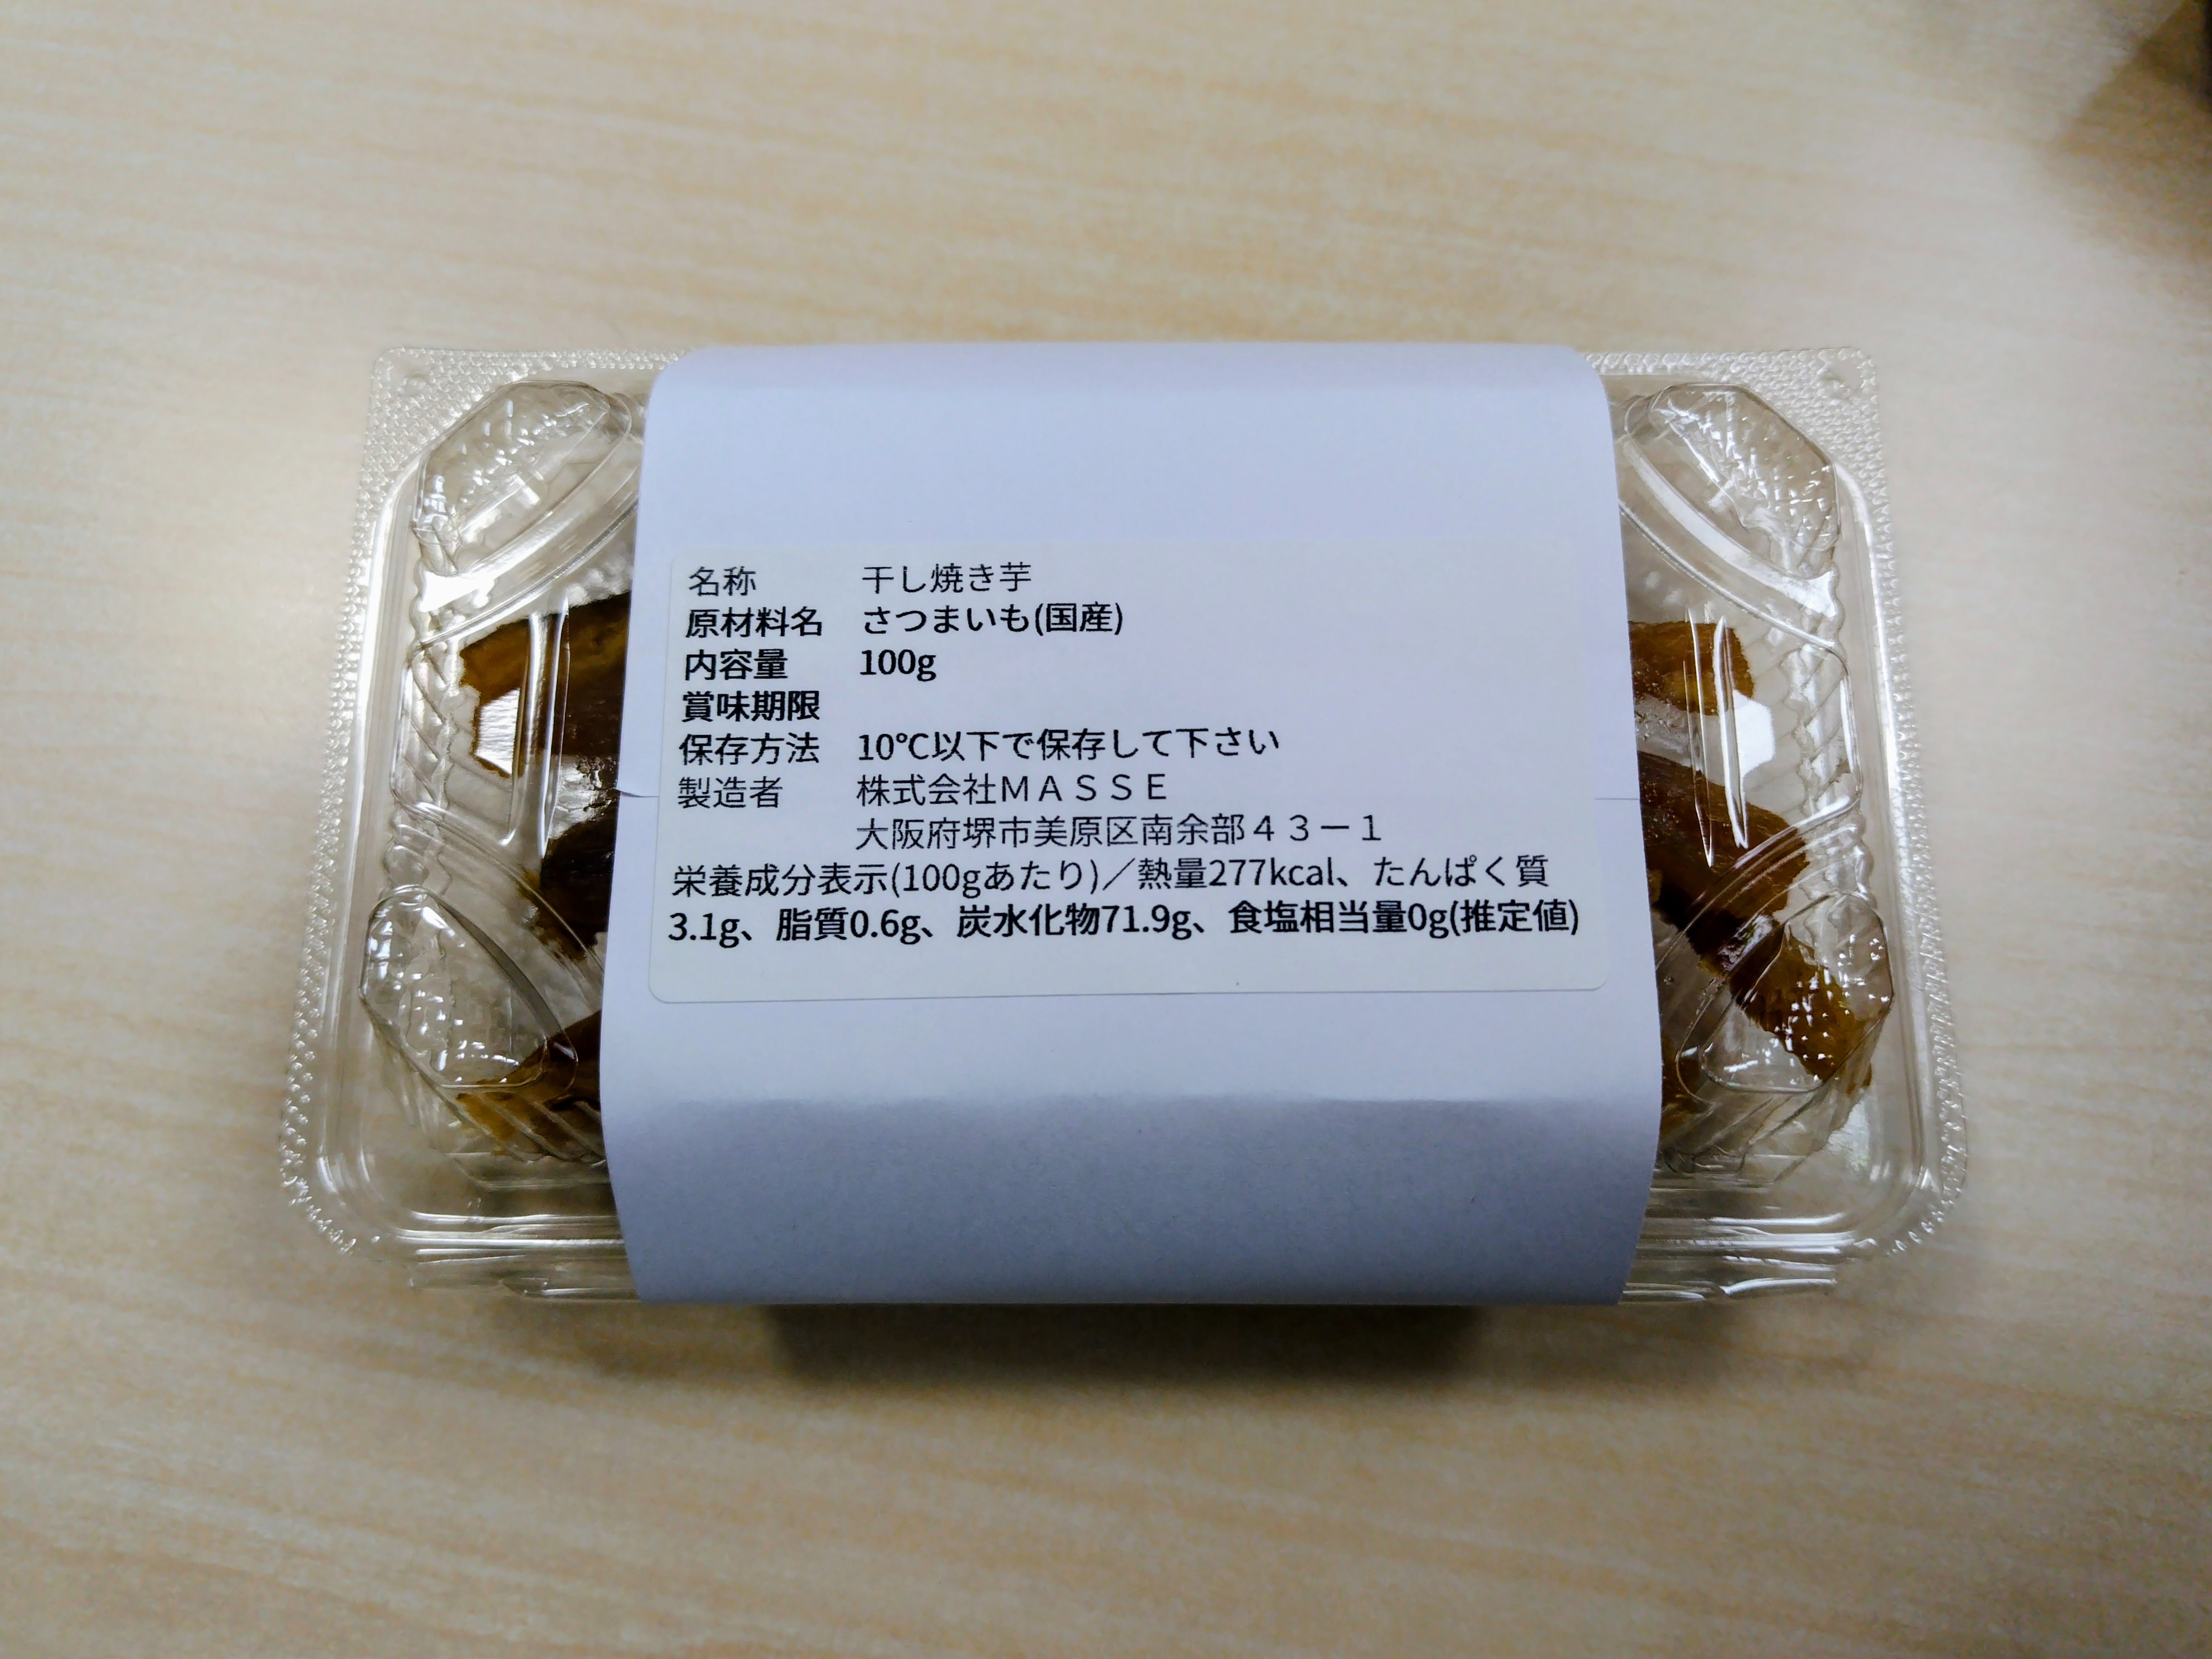 名称 干し焼き芋
原材料名 さつまいも(国産)
内容量 100g
賞味期限
保存方法 10℃以下で保存して下さい
製造者 株式会社ＭＡＳＳＥ
大阪府堺市美原区南余部４３－１
栄養成分表示(100gあたり)／熱量277kcal、たんぱく質
3.1g、脂質0.6g、炭水化物71.9g、食塩相当量0g(推定値)